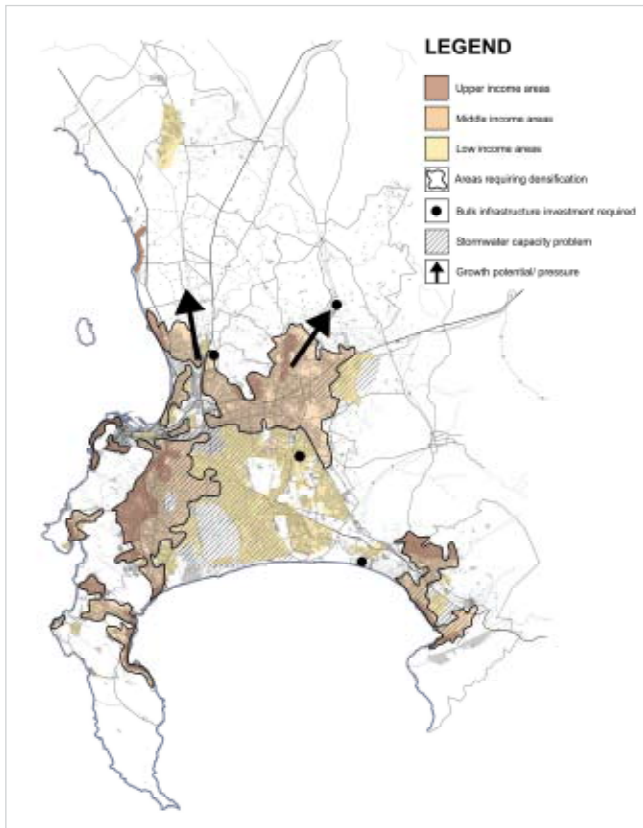 LEGEND
Upper income areas
Middle income areas
Low income areas
Areas requiring densification
Bulk infrastructure investment required
Stormwater capacity problem
Growth potential/ pressure